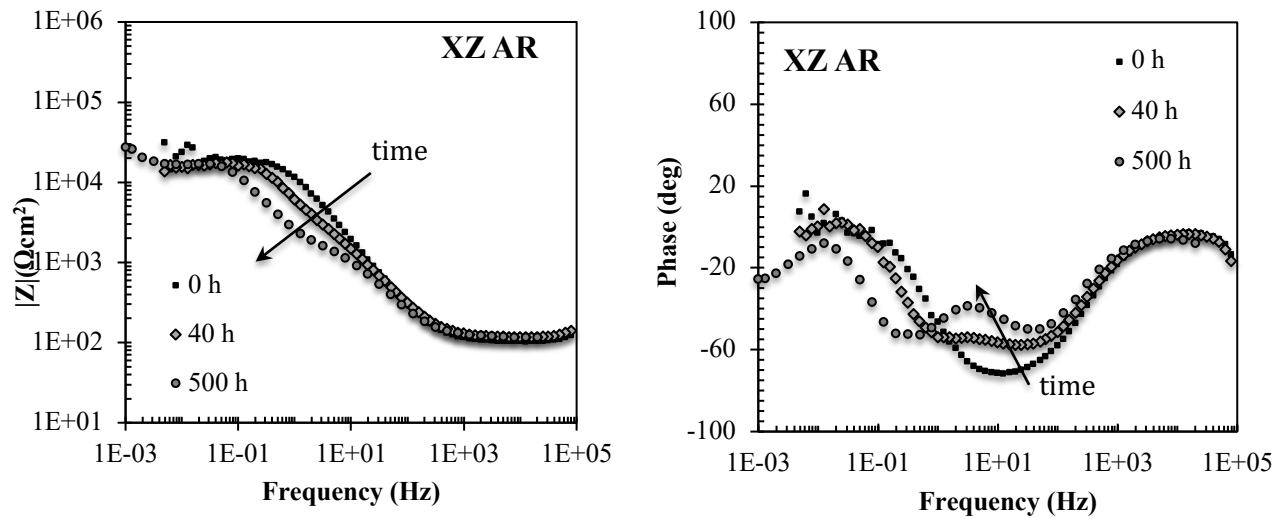 1E+06
1E+05
1E+04
1E+03
1E+02
1E+01
|Z|(Ωcm²)
XZ AR
time
0 h
40 h
500 h
1E-03 1E-01 1E+01 1E+03 1E+05
Frequency (Hz)
100
60
20
-20
-60
-100
Phase (deg)
XZ AR
0 h
40 h
500 h
time
1E-03 1E-01 1E+01 1E+03 1E+05
Frequency (Hz)